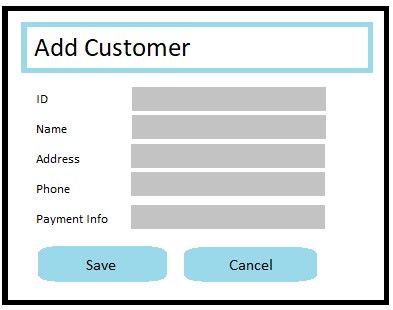 Add Customer
ID
Name
Address
Phone
Payment Info
Save Cancel